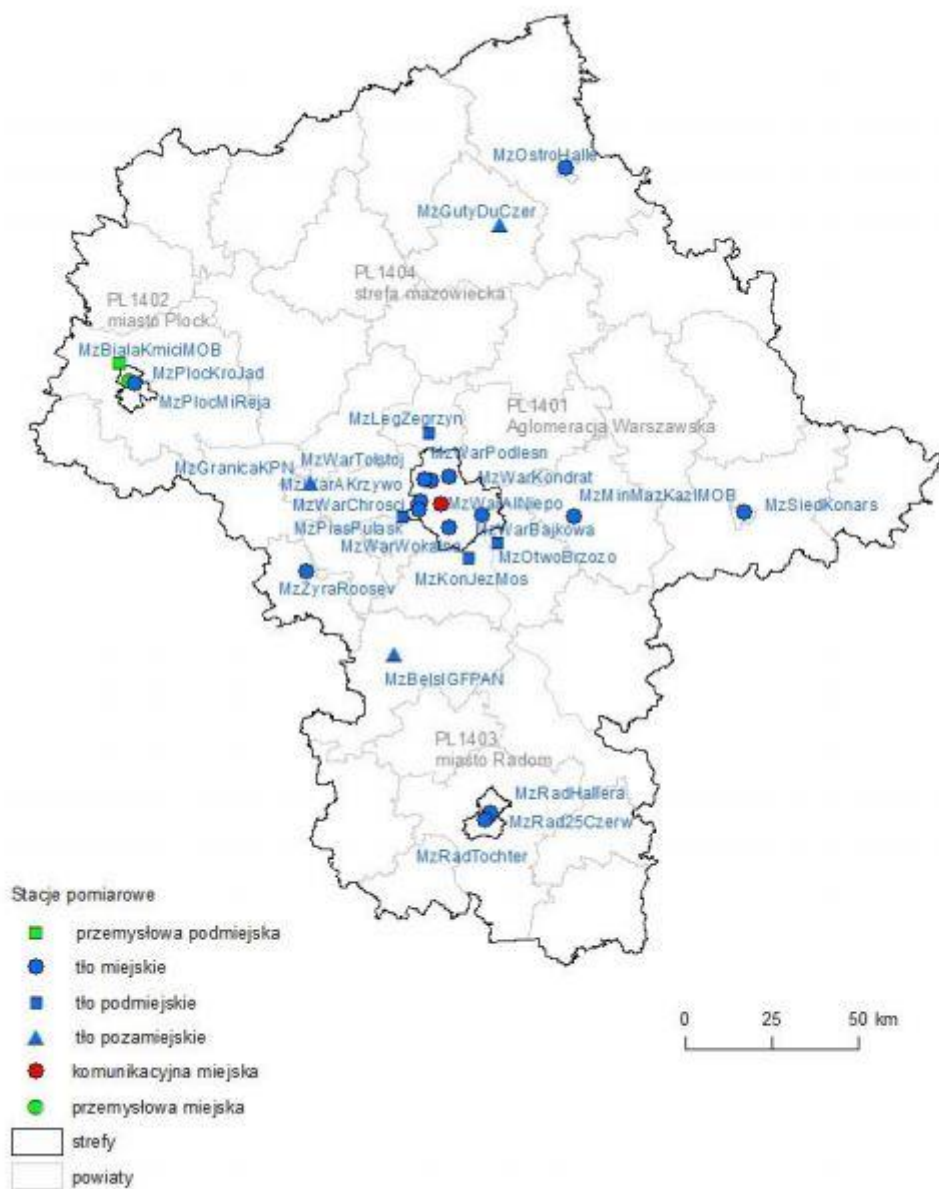 MzOstroHalle
MzGutyDuCzer
PL1404
strefa mazowiecka
PL1402
miasto Płock
MzBialaKmiciMOB
MzPlocKroJad
MzPlocMiReja
PL1401
Aglomeracja Warszawska
MzLegZegrzyn
MzWarPodlesn
MzWarTolstoj
MzGranicaKPN
MzWarKondrat
MzWarAKrzywo
MzMinMazKaziMOB
MzWarChrosci
MzWarAlNiepo
MzSiedKonars
MzPiasPulask
MzWarBajkowa
MzWarWokalna
MzOtwoBrzozo
MzKonJezMos
MzZyraRoosev
MzBelsIGFPAN
PL1403
miasto Radom
MzRadHallera
MzRad25Czerw
MzRadTochter
Stacje pomiarowe
przemysłowa podmiejska
tło miejskie
tło podmiejskie
tło pozamiejskie
komunikacyjna miejska
przemysłowa miejska
strefy
powiaty
0 25 50 km